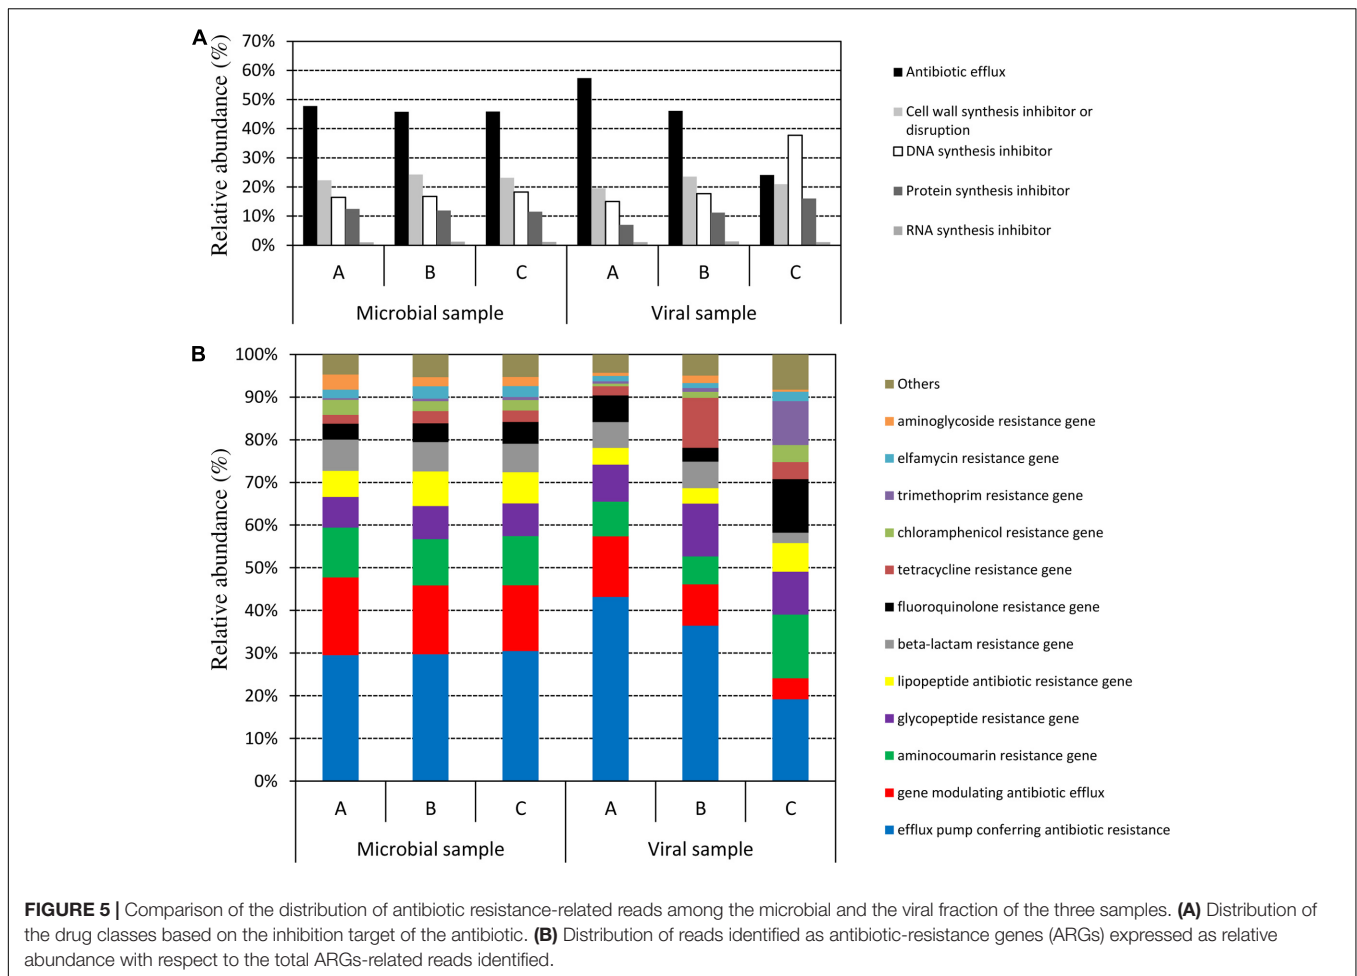 A
Relative abundance (%)
70%
60%
50%
40%
30%
20%
10%
0%
A
B
C
A
B
C
Microbial sample
Viral sample
Antibiotic efflux
Cell wall synthesis inhibitor or
disruption
DNA synthesis inhibitor
Protein synthesis inhibitor
RNA synthesis inhibitor
B
Relative abundance (%)
100%
90%
80%
70%
60%
50%
40%
30%
20%
10%
0%
A
B
C
A
B
C
Microbial sample
Viral sample
Others
aminoglycoside resistance gene
elfamycin resistance gene
trimethoprim resistance gene
chloramphenicol resistance gene
tetracycline resistance gene
fluoroquinolone resistance gene
beta-lactam resistance gene
lipopeptide antibiotic resistance gene
glycopeptide resistance gene
aminocoumarin resistance gene
gene modulating antibiotic efflux
efflux pump conferring antibiotic resistance
FIGURE 5 | Comparison of the distribution of antibiotic resistance-related reads among the microbial and the viral fraction of the three samples. (A) Distribution of
the drug classes based on the inhibition target of the antibiotic. (B) Distribution of reads identified as antibiotic-resistance genes (ARGs) expressed as relative
abundance with respect to the total ARGs-related reads identified.